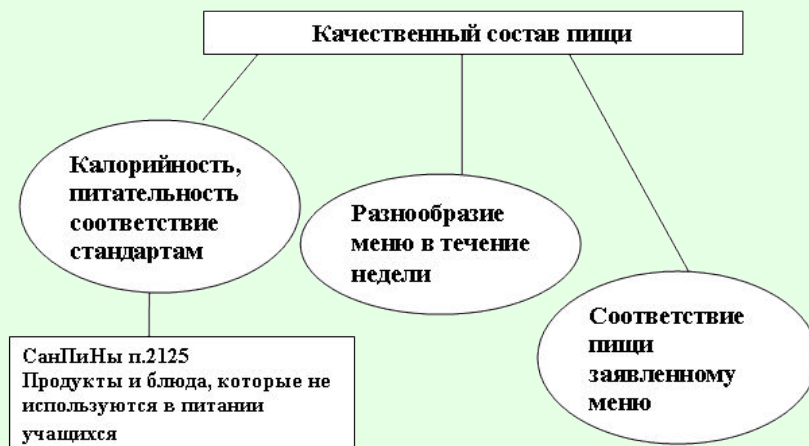 Качественный состав пищи
Калорийность,
питательность
соответствие
стандартам
Разнообразие
меню в течение
недели
Соответствие
пищи
заявленному
меню
СанПиНы п.2125
Продукты и блюда, которые не
используются в питании
учащихся